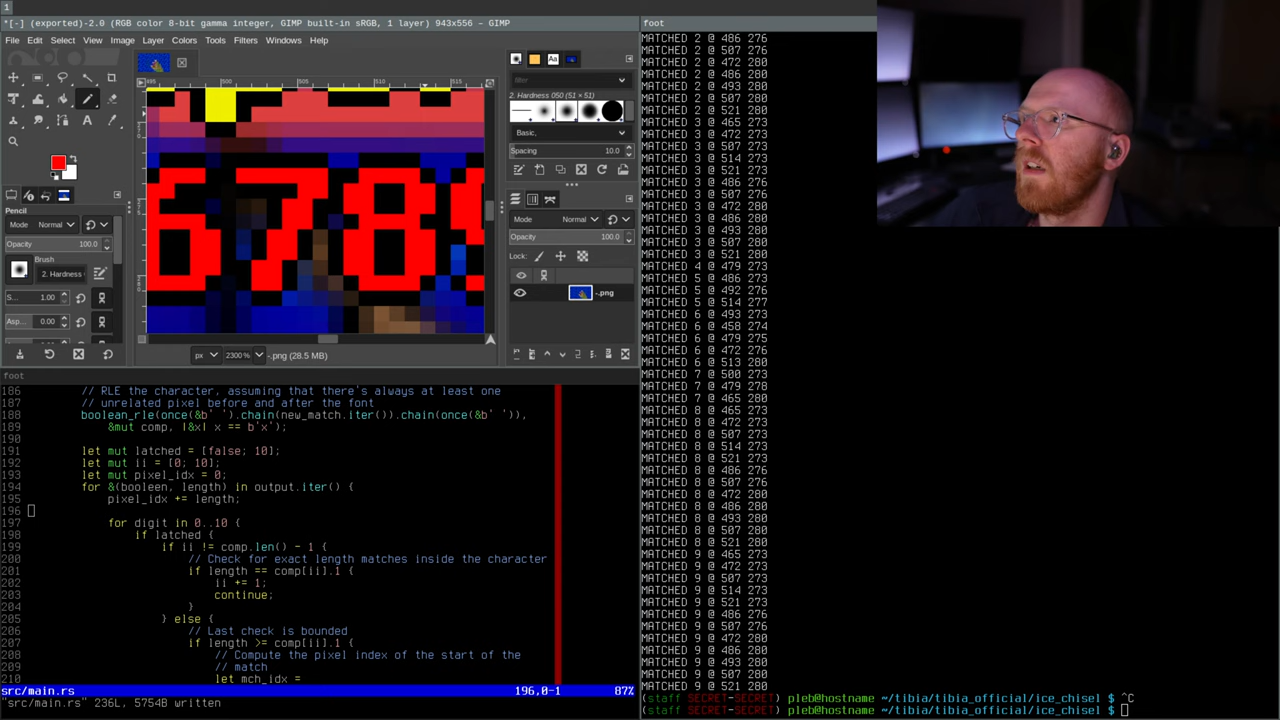 1
*[-] (exported)-2.0 (RGB color 8-bit gamma integer, GIMP built-in sRGB, 1 layer) 943x556 – GIMP
File Edit Select View Image Layer Colors Tools Filters Windows Help
495 500 505 510 515
678
px 2300% -.png (28.5 MB)
Pencil
Mode Normal
Opacity 100.0
Brush
2. Hardness
S... 1.00
Asp... 0.00
Aa
filter
2. Hardness 050 (51 × 51)
Basic,
Spacing 10.0
Mode Normal
Opacity 100.0
Lock:
-.png
foot
186 // RLE the character, assuming that there's always at least one
187 // unrelated pixel before and after the font
188 boolean_rle(once(&b' ').chain(new_match.iter()).chain(once(&b' ')),
189 &mut comp, |&x| x == b'x');
190
191 let mut latched = [false; 10];
192 let mut ii = [0; 10];
193 let mut pixel_idx = 0;
194 for &(booleen, length) in output.iter() {
195 pixel_idx += length;
196
197 for digit in 0..10 {
198 if latched {
199 if ii != comp.len() - 1 {
200 // Check for exact length matches inside the character
201 if length == comp[ii].1 {
202 ii += 1;
203 continue;
204 }
205 } else {
206 // Last check is bounded
207 if length >= comp[ii].1 {
208 // Compute the pixel index of the start of the
209 // match
210 let mch_idx =
src/main.rs 196,0-1 87%
"src/main.rs" 236L, 5754B written
foot
MATCHED 2 @ 486 276
MATCHED 2 @ 507 276
MATCHED 2 @ 472 280
MATCHED 2 @ 486 280
MATCHED 2 @ 493 280
MATCHED 2 @ 507 280
MATCHED 2 @ 521 280
MATCHED 3 @ 465 273
MATCHED 3 @ 472 273
MATCHED 3 @ 507 273
MATCHED 3 @ 514 273
MATCHED 3 @ 521 273
MATCHED 3 @ 486 276
MATCHED 3 @ 507 276
MATCHED 3 @ 472 280
MATCHED 3 @ 486 280
MATCHED 3 @ 493 280
MATCHED 3 @ 507 280
MATCHED 3 @ 521 280
MATCHED 4 @ 479 273
MATCHED 5 @ 486 273
MATCHED 5 @ 492 276
MATCHED 5 @ 514 277
MATCHED 6 @ 493 273
MATCHED 6 @ 458 274
MATCHED 6 @ 479 275
MATCHED 6 @ 472 276
MATCHED 6 @ 513 280
MATCHED 7 @ 500 273
MATCHED 7 @ 479 278
MATCHED 7 @ 465 280
MATCHED 8 @ 465 273
MATCHED 8 @ 472 273
MATCHED 8 @ 507 273
MATCHED 8 @ 514 273
MATCHED 8 @ 521 273
MATCHED 8 @ 486 276
MATCHED 8 @ 507 276
MATCHED 8 @ 472 280
MATCHED 8 @ 486 280
MATCHED 8 @ 493 280
MATCHED 8 @ 507 280
MATCHED 8 @ 521 280
MATCHED 9 @ 465 273
MATCHED 9 @ 472 273
MATCHED 9 @ 507 273
MATCHED 9 @ 514 273
MATCHED 9 @ 521 273
MATCHED 9 @ 486 276
MATCHED 9 @ 507 276
MATCHED 9 @ 472 280
MATCHED 9 @ 486 280
MATCHED 9 @ 493 280
MATCHED 9 @ 507 280
MATCHED 9 @ 521 280
(staff SECRET-SECRET) pleb@hostname ~/tibia/tibia_official/ice_chisel $ ^C
(staff SECRET-SECRET) pleb@hostname ~/tibia/tibia_official/ice_chisel $